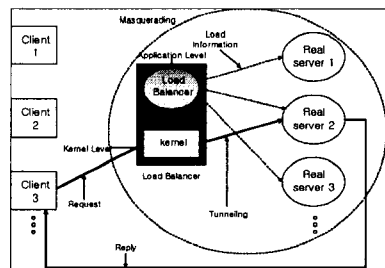 Masquerading
Load
Information
Client
1
Application Level
Real
server 1
Load
Balancer
Client
2
Real
server 2
kernel
Kernel Level
Load Balancer
Client
3
Real
server 3
Request
Tunneling
Reply